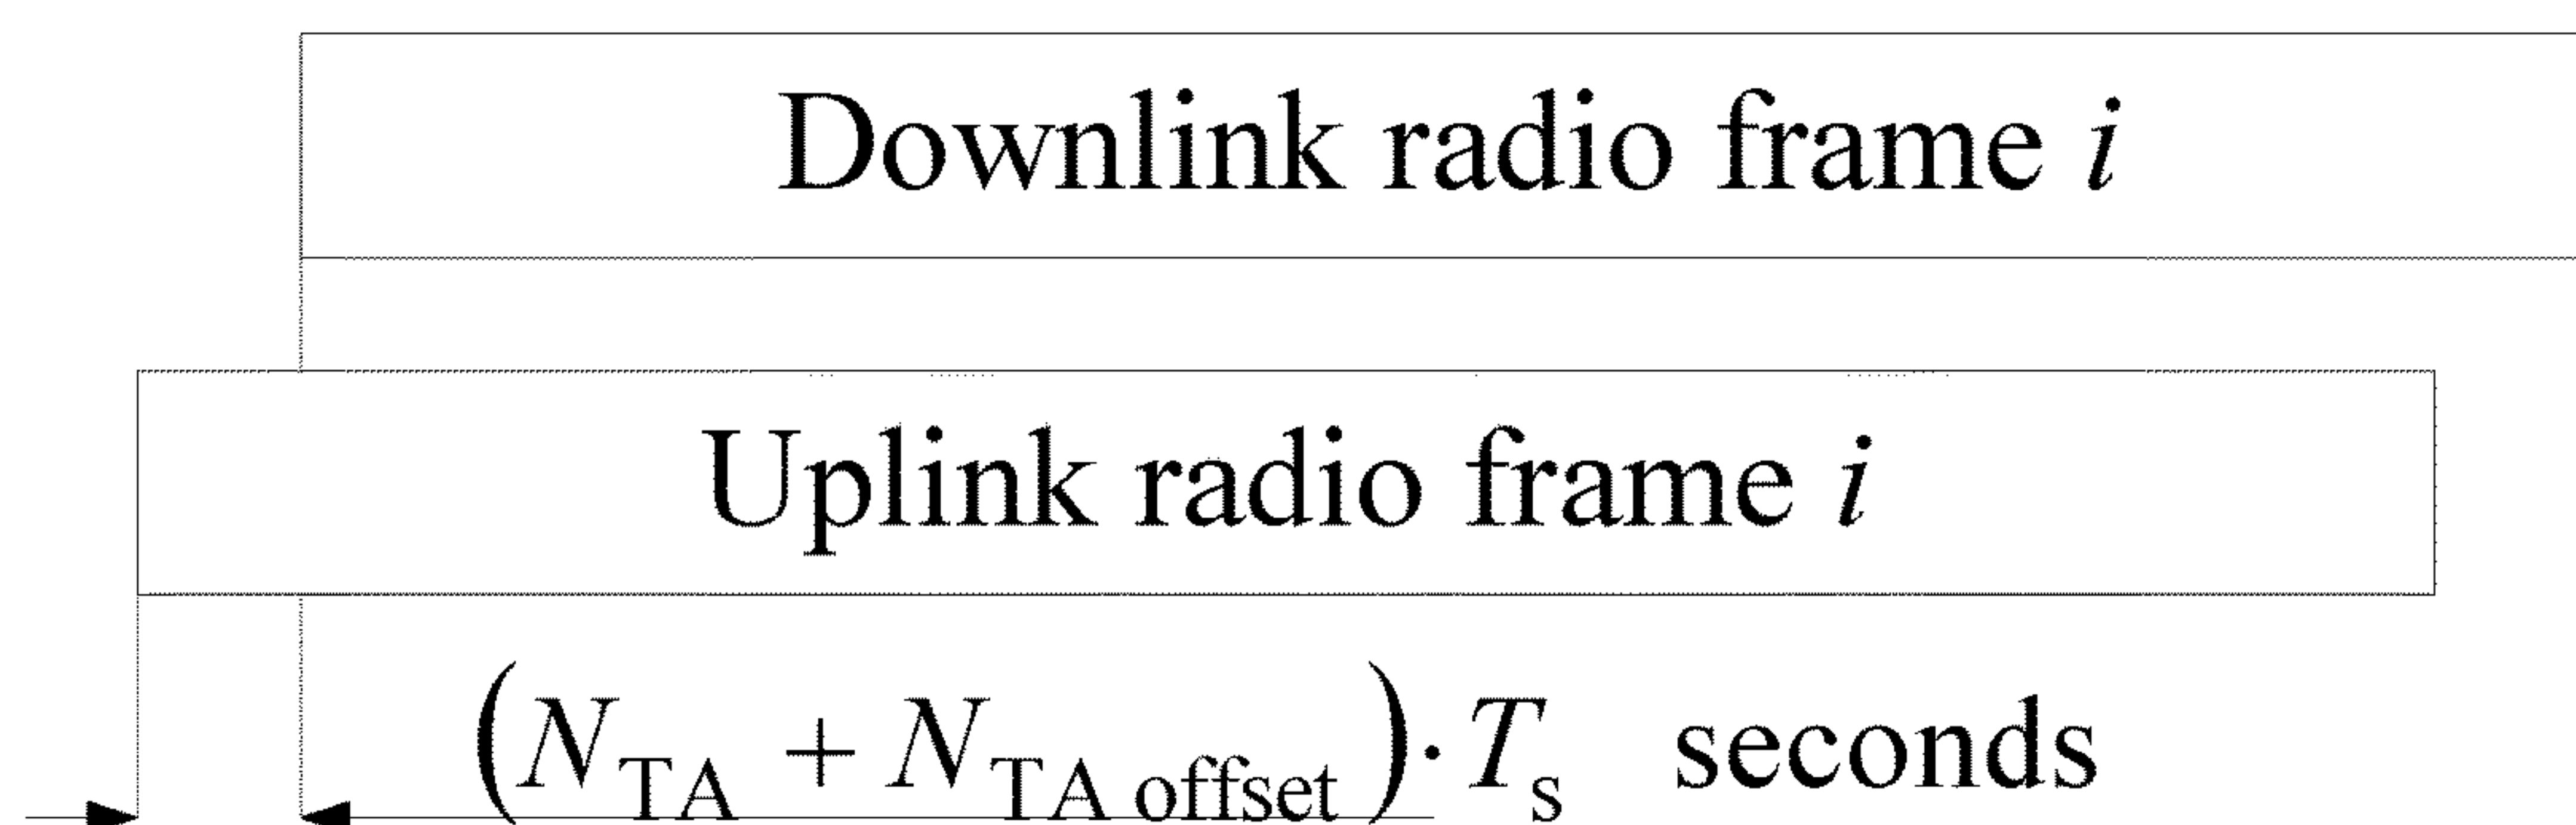 Downlink radio frame i
Uplink radio frame i
(N_TA + N_TA offset) · T_s seconds